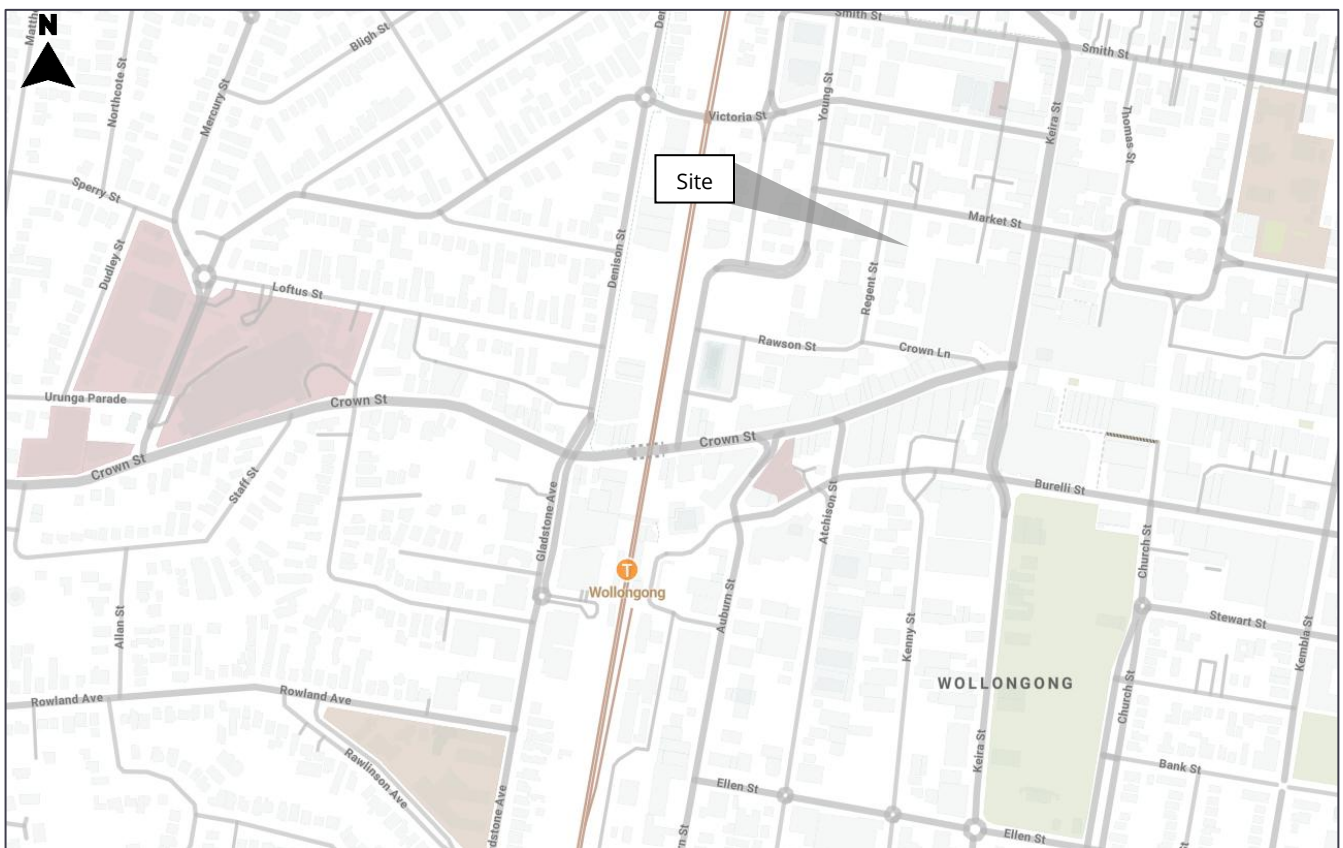 N
Smith St
Smith St
Bligh St
Northcote St
Mercury St
Young St
Victoria St
Keira St
Thomas St
Site
Sperry St
Dudley St
Market St
Denison St
Regent St
Loftus St
Rawson St
Crown Ln
Urunga Parade
Crown St
Crown St
Crown St
Staff St
Burelli St
Gladstone Ave
Atchison St
Church St
Wollongong
T
Auburn St
Allan St
Kenny St
Stewart St
Kembla St
WOLLONGONG
Rowland Ave
Rowland Ave
Church St
Rawlinson Ave
Keira St
Bank St
Ellen St
Ellen St